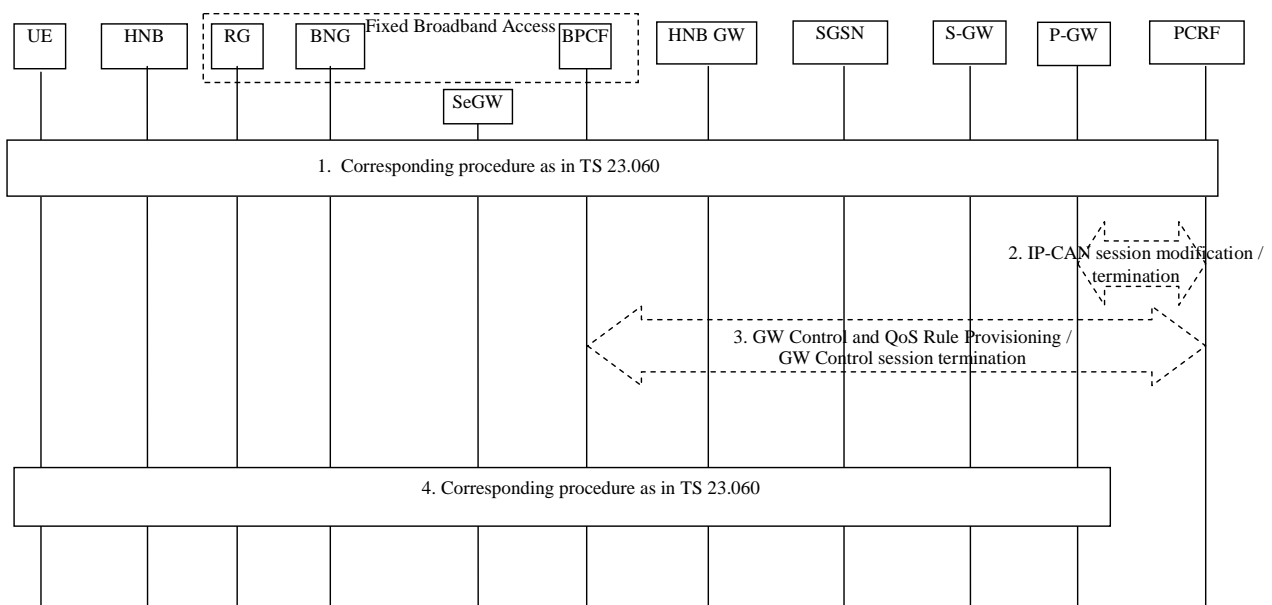 Fixed Broadband Access
UE
HNB
RG
BNG
BPCF
HNB GW
SGSN
S-GW
P-GW
PCRF
SeGW
1. Corresponding procedure as in TS 23.060
2. IP-CAN session modification /
termination
3. GW Control and QoS Rule Provisioning /
GW Control session termination
4. Corresponding procedure as in TS 23.060